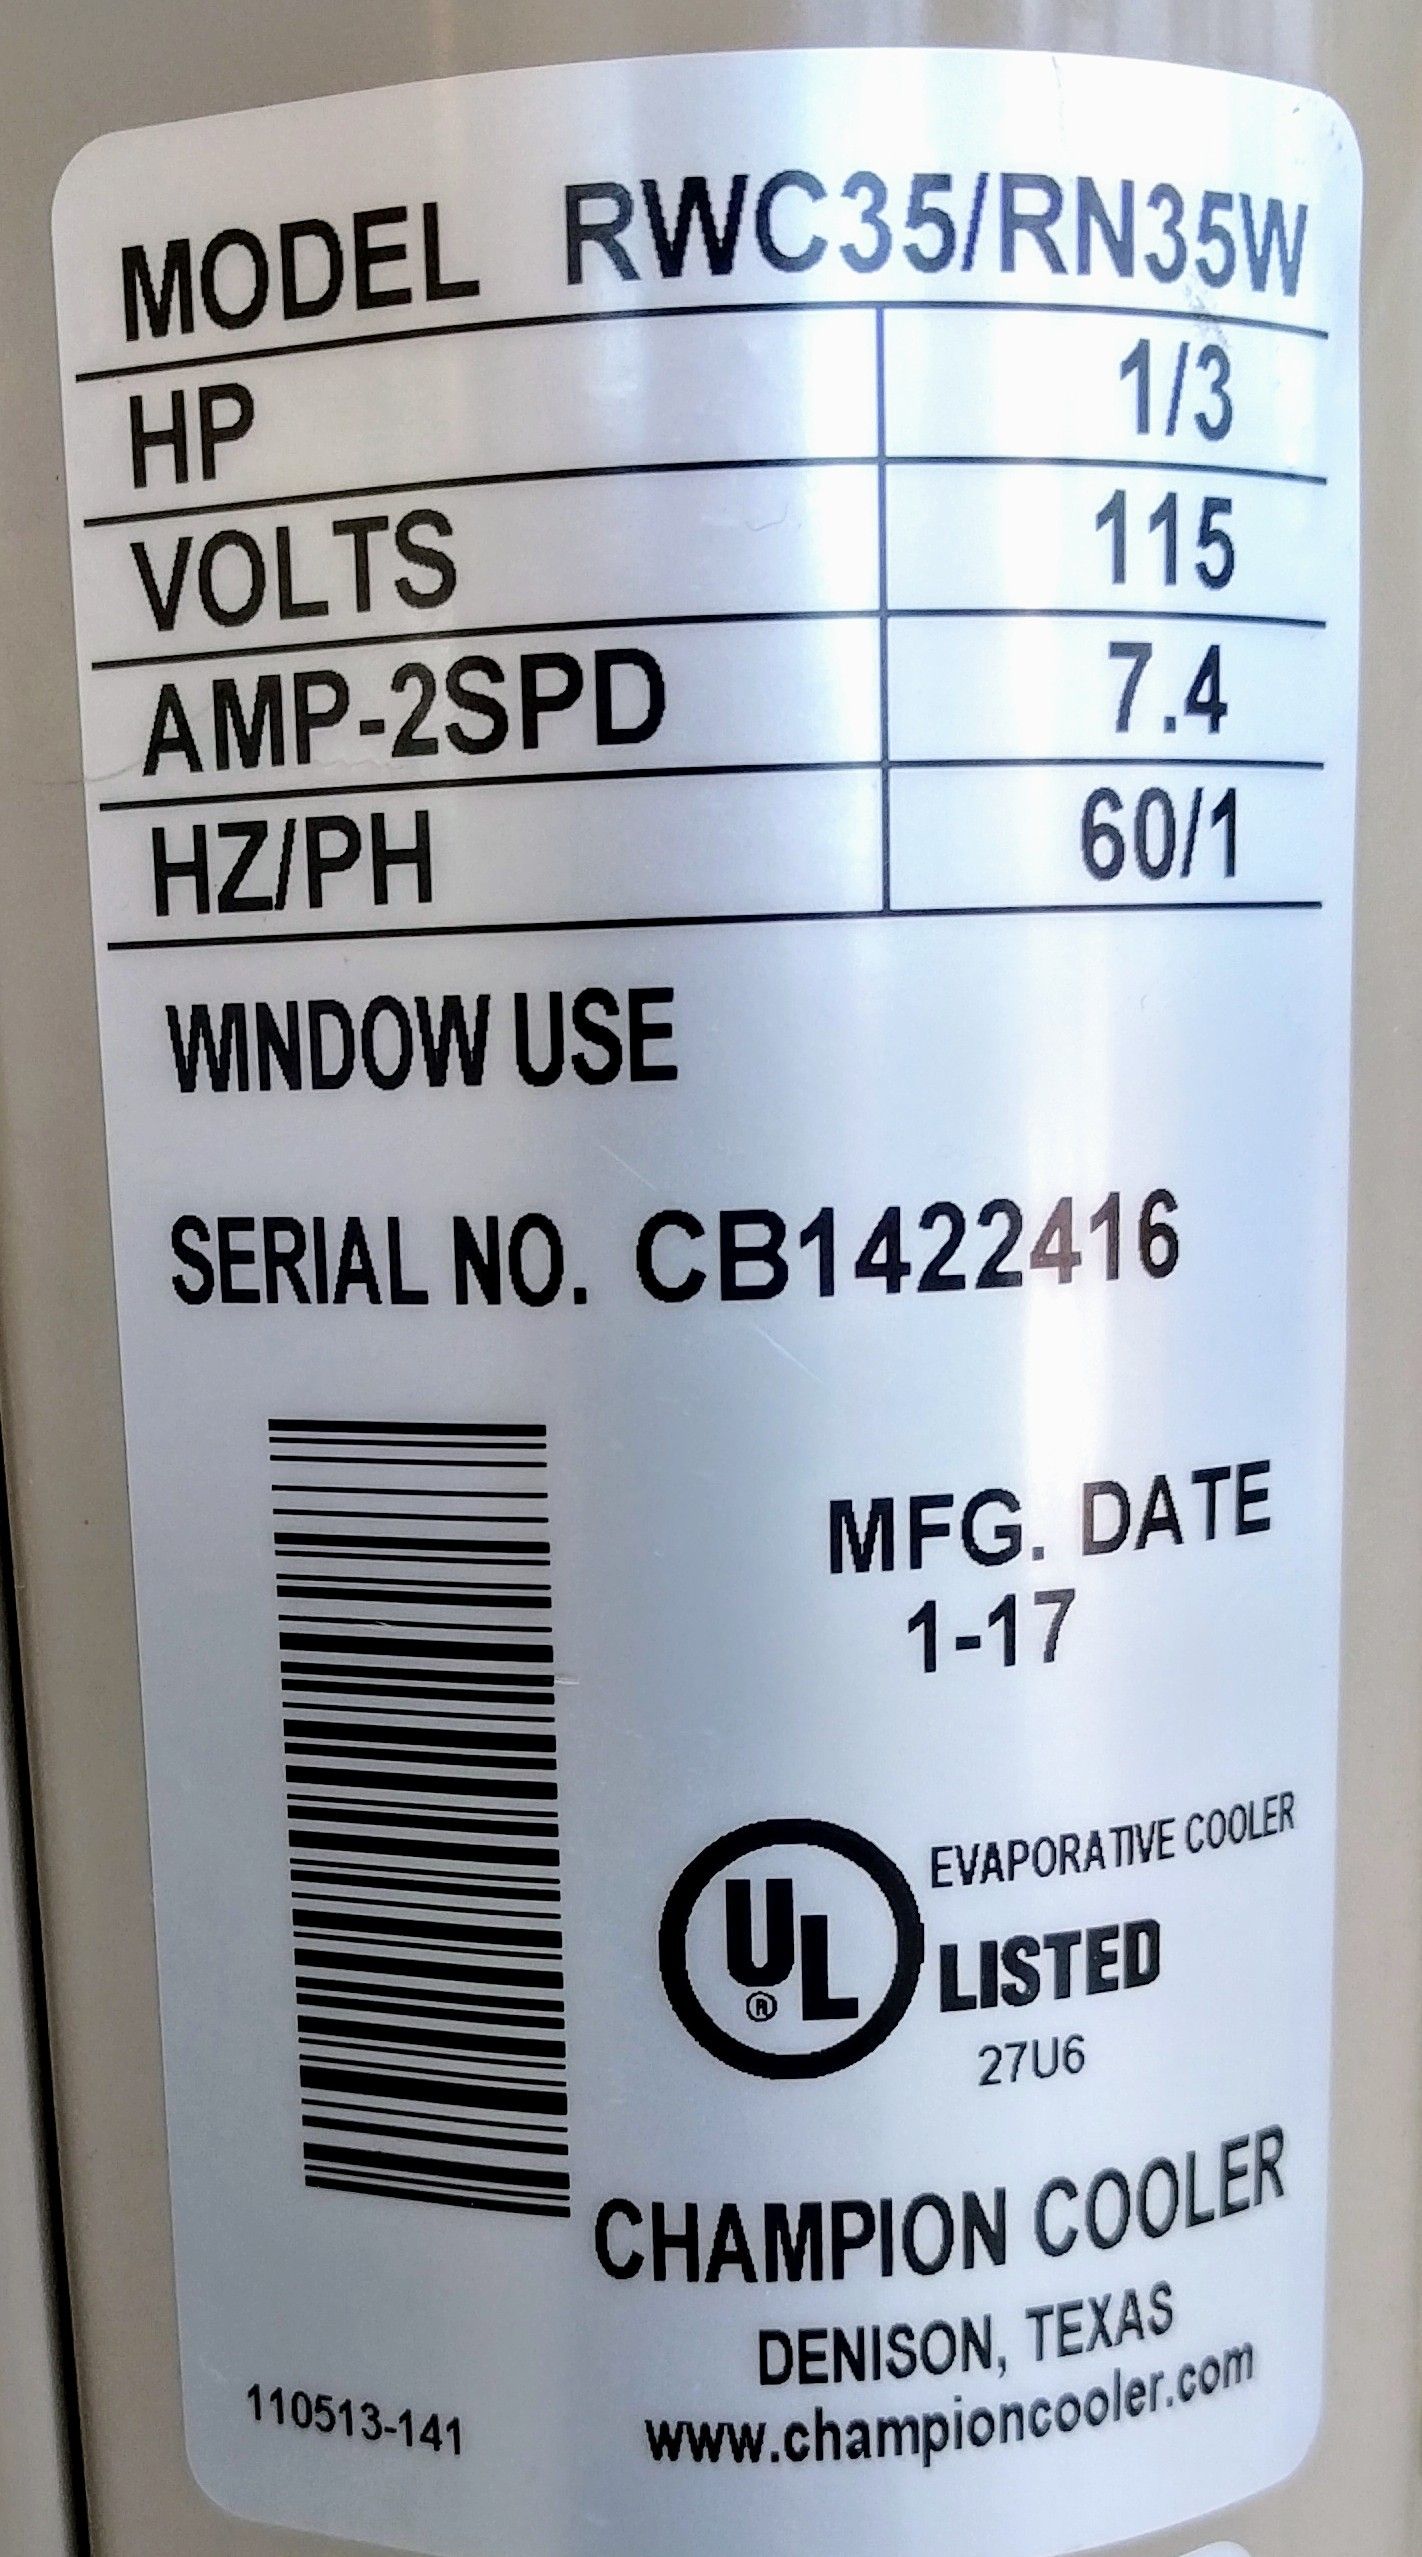 MODEL RWC35/RN35W
HP 1/3
VOLTS 115
AMP-2SPD 7.4
HZ/PH 60/1
WINDOW USE
SERIAL NO. CB1422416
MFG. DATE
1-17
EVAPORATIVE COOLER
UL® LISTED
27U6
CHAMPION COOLER
DENISON, TEXAS
www.championcooler.com
110513-141